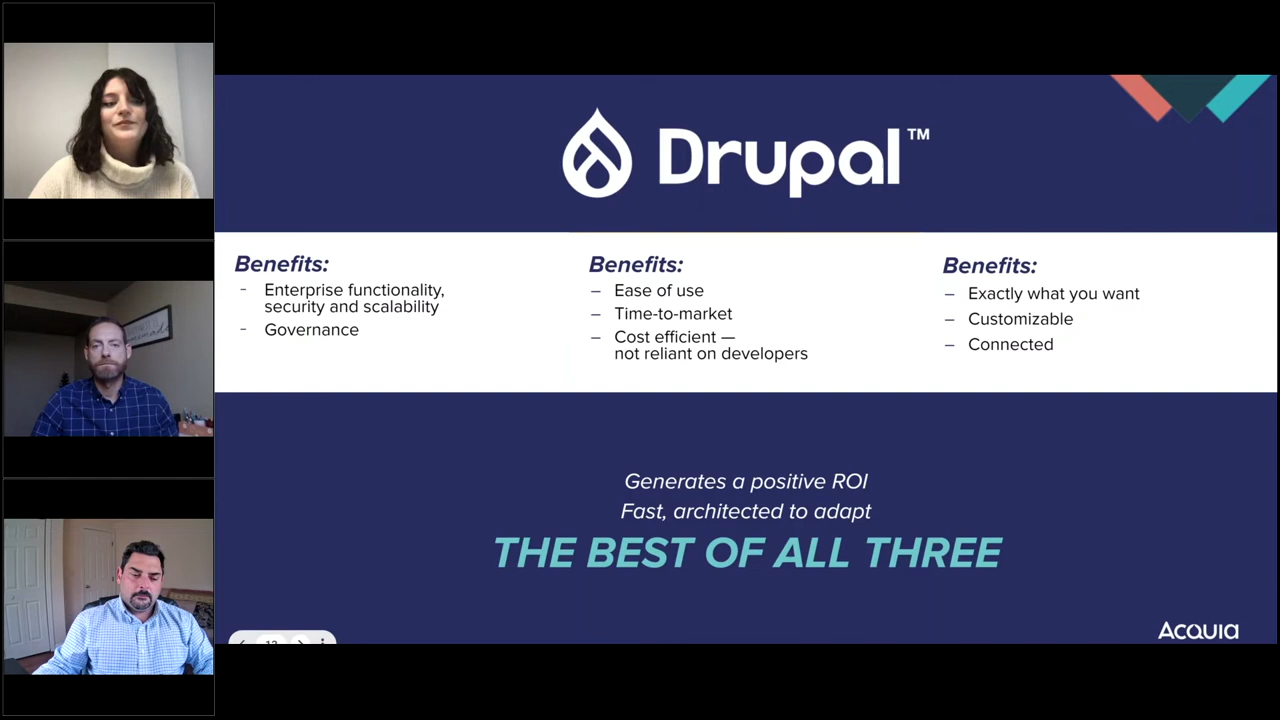 Drupal™
Benefits:
- Enterprise functionality,
security and scalability
- Governance
Benefits:
– Ease of use
– Time-to-market
– Cost efficient —
not reliant on developers
Benefits:
– Exactly what you want
– Customizable
– Connected
Generates a positive ROI
Fast, architected to adapt
THE BEST OF ALL THREE
Acquia